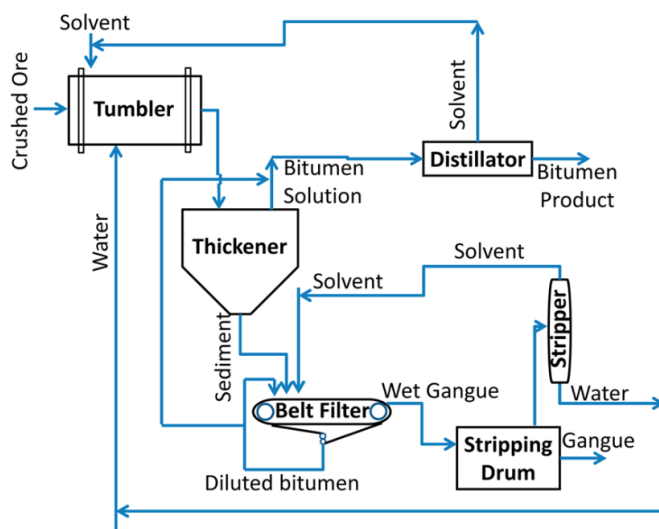 Solvent
Crushed Ore
Tumbler
Solvent
Distillator
Bitumen
Product
Bitumen
Solution
Water
Thickener
Solvent
Solvent
Stripper
Sediment
Belt Filter
Wet Gangue
Water
Stripping
Drum
Gangue
Diluted bitumen